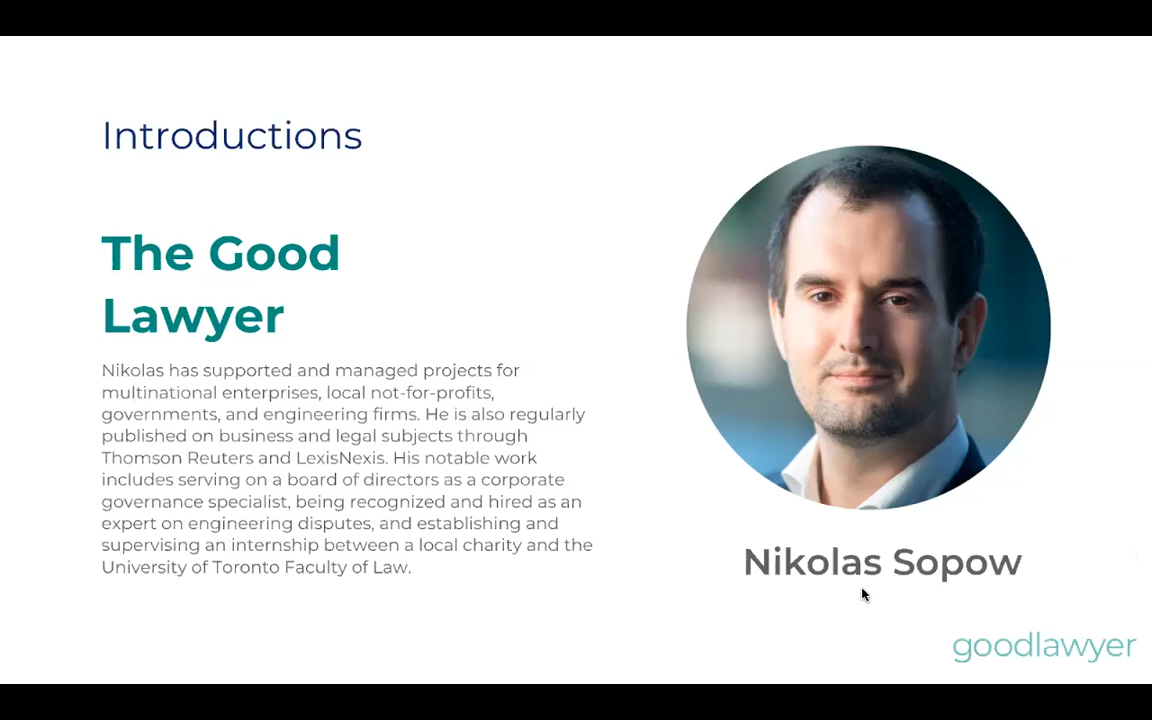 Introductions
The Good
Lawyer
Nikolas has supported and managed projects for
multinational enterprises, local not-for-profits,
governments, and engineering firms. He is also regularly
published on business and legal subjects through
Thomson Reuters and LexisNexis. His notable work
includes serving on a board of directors as a corporate
governance specialist, being recognized and hired as an
expert on engineering disputes, and establishing and
supervising an internship between a local charity and the
University of Toronto Faculty of Law.
Nikolas Sopow
goodlawyer